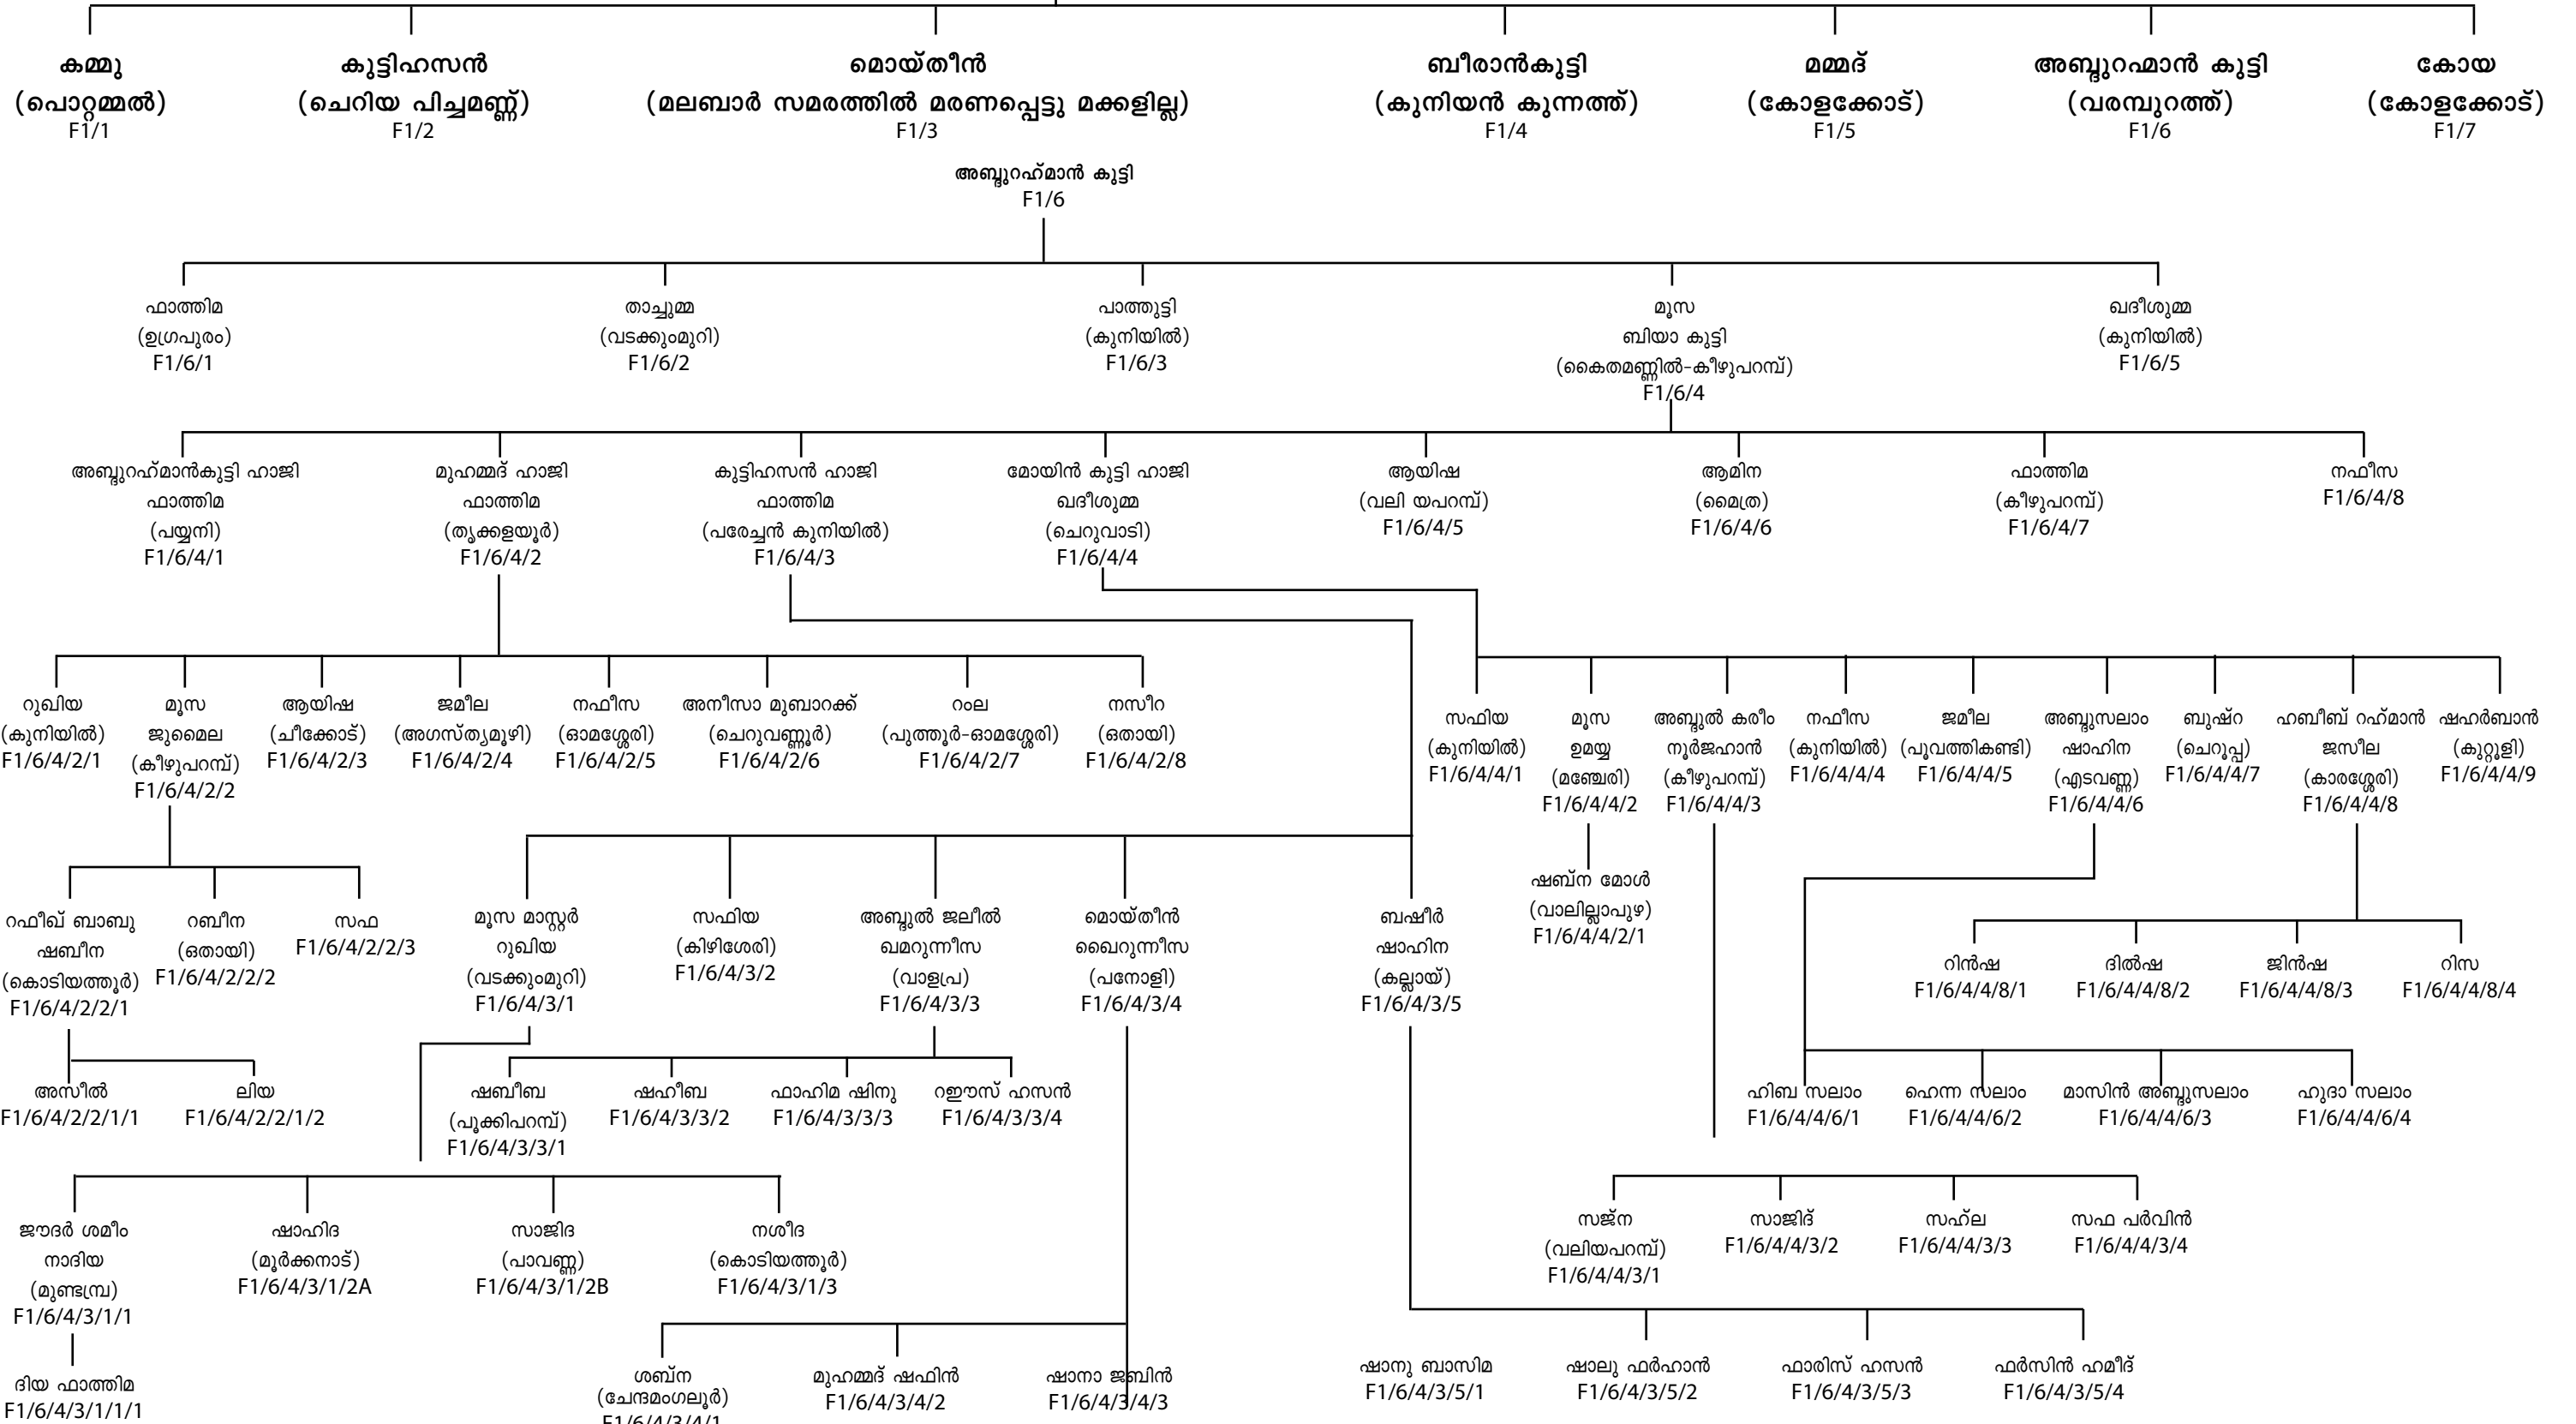 കമ്മു
(പൊറ്റമ്മൽ)
F1/1
കുട്ടിഹസൻ
(ചെറിയ പിച്ചമണ്ണ്)
F1/2
മൊയ്തീൻ
(മലബാർ സമരത്തിൽ മരണപ്പെട്ടു മക്കളില്ല)
F1/3
ബീരാൻകുട്ടി
(കുനിയൻ കുന്നത്ത്)
F1/4
മമ്മദ്
(കോളക്കോട്)
F1/5
അബ്ദുറഹ്മാൻ കുട്ടി
(വരമ്പുറത്ത്)
F1/6
കോയ
(കോളക്കോട്)
F1/7
അബ്ദുറഹ്‌മാൻ കുട്ടി
F1/6
ഫാത്തിമ
(ഉഗ്രപുരം)
F1/6/1
താച്ചുമ്മ
(വടക്കുംമുറി)
F1/6/2
പാത്തുട്ടി
(കുനിയിൽ)
F1/6/3
മൂസ
ബിയാ കുട്ടി
(കൈതമണ്ണിൽ-കീഴുപറമ്പ്)
F1/6/4
ഖദീശുമ്മ
(കുനിയിൽ)
F1/6/5
അബ്ദുറഹ്‌മാൻകുട്ടി ഹാജി
ഫാത്തിമ
(പയ്യനി)
F1/6/4/1
മുഹമ്മദ് ഹാജി
ഫാത്തിമ
(തൃക്കളയൂർ)
F1/6/4/2
കുട്ടിഹസൻ ഹാജി
ഫാത്തിമ
(പരേച്ചൻ കുനിയിൽ)
F1/6/4/3
മോയിൻ കുട്ടി ഹാജി
ഖദീശുമ്മ
(ചെറുവാടി)
F1/6/4/4
ആയിഷ
(വലി യപറമ്പ്)
F1/6/4/5
ആമിന
(മൈത്ര)
F1/6/4/6
ഫാത്തിമ
(കീഴുപറമ്പ്)
F1/6/4/7
നഫീസ
F1/6/4/8
റുഖിയ
(കുനിയിൽ)
F1/6/4/2/1
മൂസ
ജുമൈല
(കീഴുപറമ്പ്)
F1/6/4/2/2
ആയിഷ
(ചീക്കോട്)
F1/6/4/2/3
ജമീല
(അഗസ്ത്യമൂഴി)
F1/6/4/2/4
നഫീസ
(ഓമശ്ശേരി)
F1/6/4/2/5
അനീസാ മുബാറക്ക്
(ചെറുവണ്ണൂർ)
F1/6/4/2/6
റംല
(പുത്തൂർ-ഓമശ്ശേരി)
F1/6/4/2/7
നസീറ
(ഒതായി)
F1/6/4/2/8
സഫിയ
(കുനിയിൽ)
F1/6/4/4/1
മൂസ
ഉമയ്യ
(മഞ്ചേരി)
F1/6/4/4/2
അബ്ദുൽ കരീം
നൂർജഹാൻ
(കീഴുപറമ്പ്)
F1/6/4/4/3
നഫീസ
(കുനിയിൽ)
F1/6/4/4/4
ജമീല
(പൂവത്തികണ്ടി)
F1/6/4/4/5
അബ്ദുസലാം
ഷാഹിന
(എടവണ്ണ)
F1/6/4/4/6
ബുഷ്റ
(ചെറൂപ്പ)
F1/6/4/4/7
ഹബീബ് റഹ്‌മാൻ
ജസീല
(കാരശ്ശേരി)
F1/6/4/4/8
ഷഹർബാൻ
(കുറ്റൂളി)
F1/6/4/4/9
ഷബ്ന മോൾ
(വാലില്ലാപുഴ)
F1/6/4/4/2/1
റഫീഖ് ബാബു
ഷബീന
(കൊടിയത്തൂർ)
F1/6/4/2/2/1
റബീന
(ഒതായി)
F1/6/4/2/2/2
സഫ
F1/6/4/2/2/3
മൂസ മാസ്റ്റർ
റുഖിയ
(വടക്കുംമുറി)
F1/6/4/3/1
സഫിയ
(കിഴിശേരി)
F1/6/4/3/2
അബ്ദുൽ ജലീൽ
ഖമറുന്നീസ
(വാളപ്ര)
F1/6/4/3/3
മൊയ്തീൻ
ഖൈറുന്നീസ
(പനോളി)
F1/6/4/3/4
ബഷീർ
ഷാഹിന
(കല്ലായ്)
F1/6/4/3/5
റിൻഷ
F1/6/4/4/8/1
ദിൽഷ
F1/6/4/4/8/2
ജിൻഷ
F1/6/4/4/8/3
റിസ
F1/6/4/4/8/4
അസീൽ
F1/6/4/2/2/1/1
ലിയ
F1/6/4/2/2/1/2
ഷബീബ
(പൂക്കിപറമ്പ്)
F1/6/4/3/3/1
ഷഹീബ
F1/6/4/3/3/2
ഫാഹിമ ഷിനു
F1/6/4/3/3/3
റഈസ് ഹസൻ
F1/6/4/3/3/4
ഹിബ സലാം
F1/6/4/4/6/1
ഹെന്ന സലാം
F1/6/4/4/6/2
മാസിൻ അബ്ദുസലാം
F1/6/4/4/6/3
ഹുദാ സലാം
F1/6/4/4/6/4
ജൗദർ ശമീം
നാദിയ
(മുണ്ടമ്പ്ര)
F1/6/4/3/1/1
ഷാഹിദ
(മൂർക്കനാട്)
F1/6/4/3/1/2A
സാജിദ
(പാവണ്ണ)
F1/6/4/3/1/2B
നശീദ
(കൊടിയത്തൂർ)
F1/6/4/3/1/3
സജ്ന
(വലിയപറമ്പ്)
F1/6/4/4/3/1
സാജിദ്
F1/6/4/4/3/2
സഹ്‌ല
F1/6/4/4/3/3
സഫ പർവിൻ
F1/6/4/4/3/4
ദിയ ഫാത്തിമ
F1/6/4/3/1/1/1
ശബ്ന
(ചേന്ദമംഗലൂർ)
F1/6/4/3/4/1
മുഹമ്മദ് ഷഫിൻ
F1/6/4/3/4/2
ഷാനാ ജബിൻ
F1/6/4/3/4/3
ഷാനു ബാസിമ
F1/6/4/3/5/1
ഷാലു ഫർഹാൻ
F1/6/4/3/5/2
ഫാരിസ് ഹസൻ
F1/6/4/3/5/3
ഫർസിൻ ഹമീദ്
F1/6/4/3/5/4